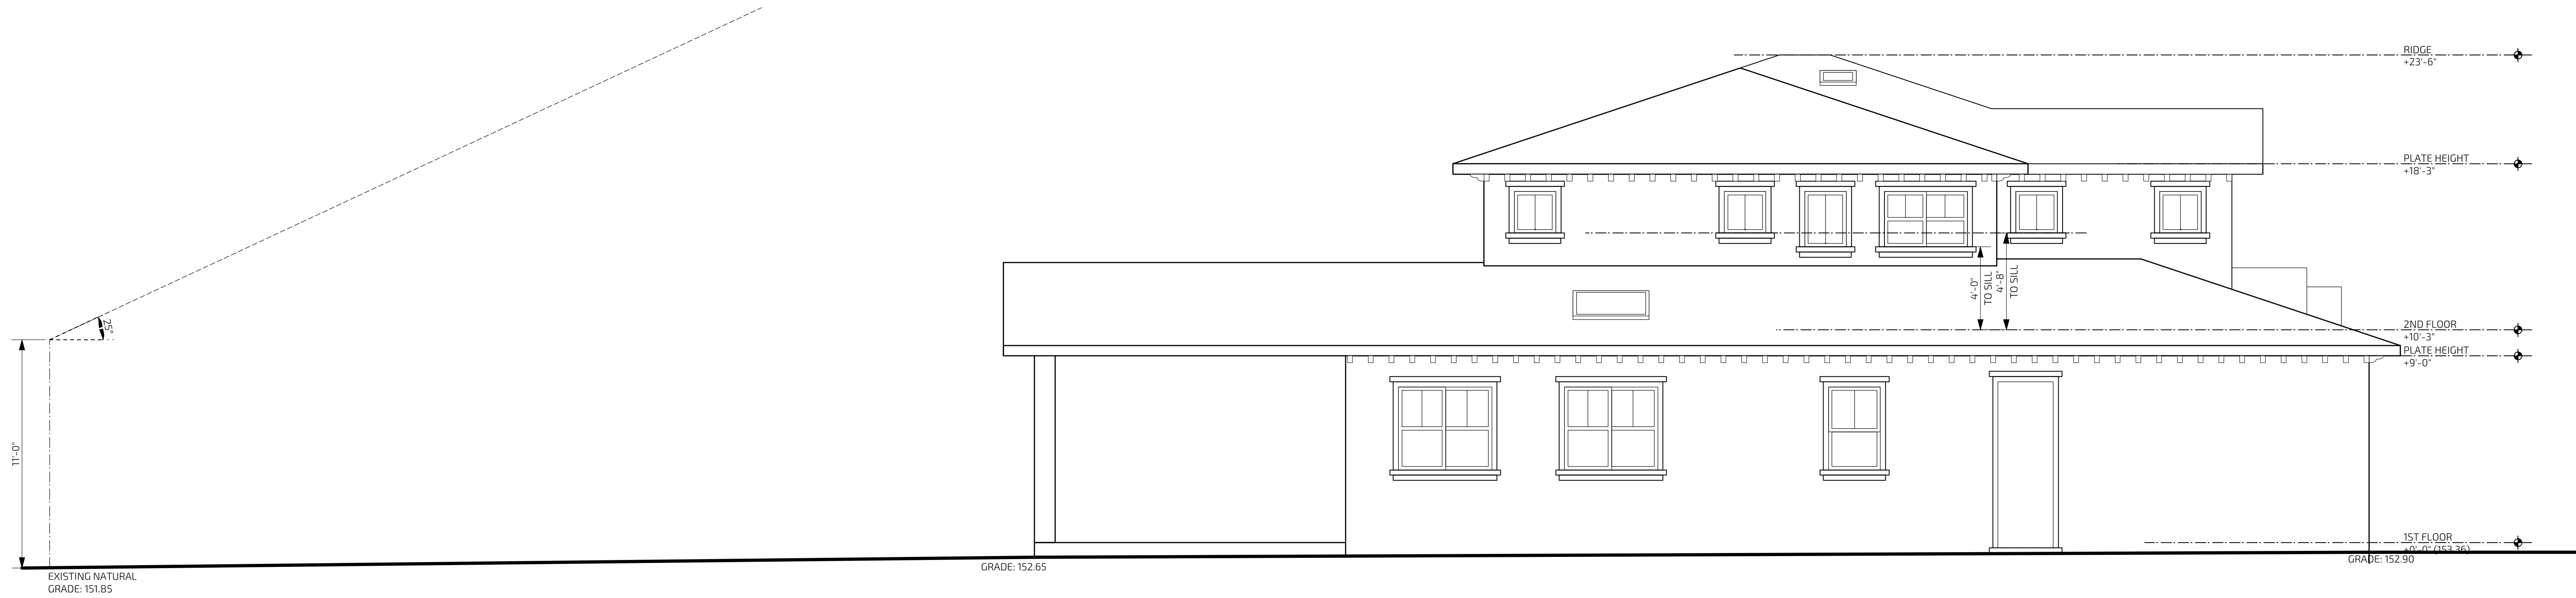 RIDGE
+23'-6"
PLATE HEIGHT
+18'-3"
4'-0"
TO SILL
4'-8"
TO SILL
25°
2ND FLOOR
+10'-3"
PLATE HEIGHT
+9'-0"
11'-0"
1ST FLOOR
+0'-0" (153.36)
GRADE: 152.90
GRADE: 152.65
EXISTING NATURAL
GRADE: 151.85